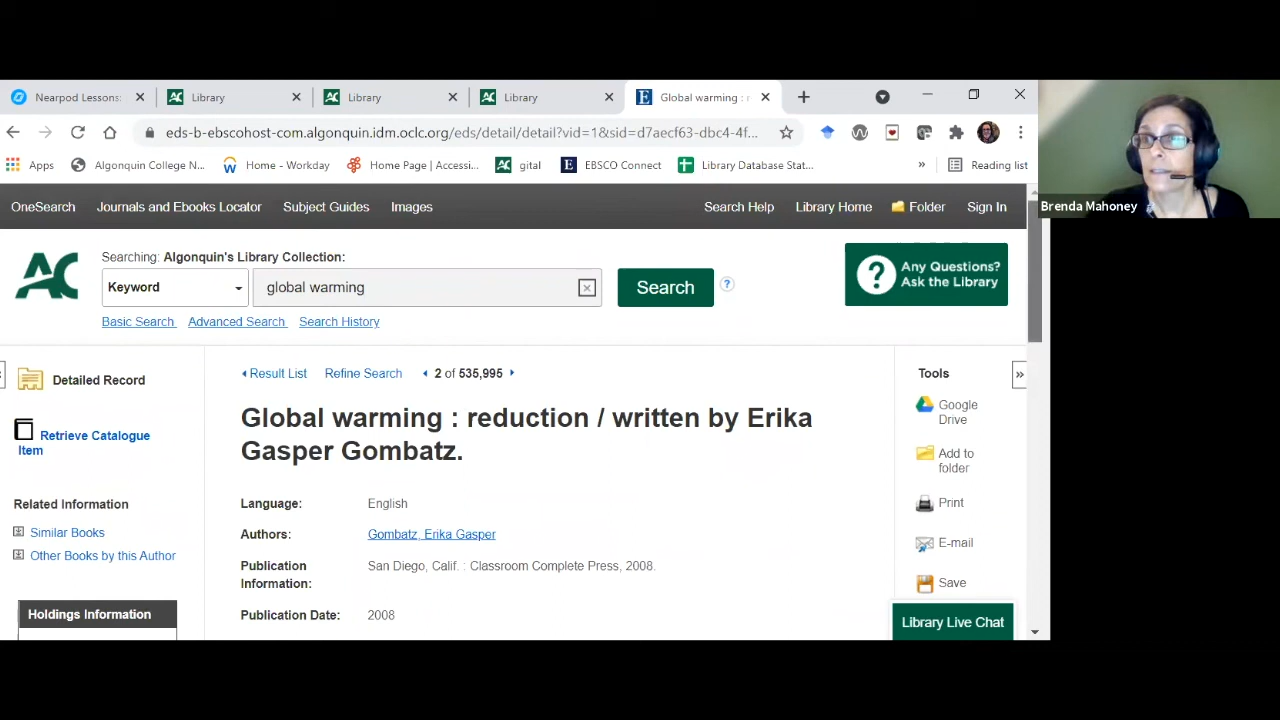 Nearpod Lessons:
Library
Library
Library
Global warming : r
eds-b-ebscohost-com.algonquin.idm.oclc.org/eds/detail/detail?vid=1&sid=d7aecf63-dbc4-4f...
Apps
Algonquin College N...
Home - Workday
Home Page | Accessi...
gital
EBSCO Connect
Library Database Stat...
»
Reading list
OneSearch
Journals and Ebooks Locator
Subject Guides
Images
Search Help
Library Home
Folder
Sign In
AC
Searching: Algonquin's Library Collection:
Keyword
global warming
Search
?
Any Questions?
Ask the Library
Basic Search
Advanced Search
Search History
Detailed Record
Retrieve Catalogue
Item
Related Information
Similar Books
Other Books by this Author
Holdings Information
Result List
Refine Search
2 of 535,995
Global warming : reduction / written by Erika
Gasper Gombatz.
Language:
English
Authors:
Gombatz, Erika Gasper
Publication
Information:
San Diego, Calif. : Classroom Complete Press, 2008.
Publication Date:
2008
Tools
»
Google
Drive
Add to
folder
Print
E-mail
Save
Library Live Chat
Brenda Mahoney